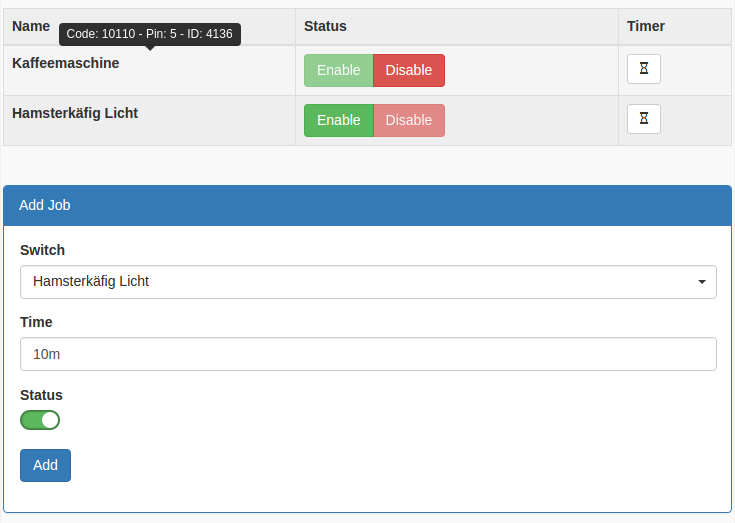 Name Status Timer
Code: 10110 - Pin: 5 - ID: 4136
Kaffeemaschine Enable Disable
Hamsterkäfig Licht Enable Disable
Add Job
Switch
Hamsterkäfig Licht
Time
10m
Status
Add